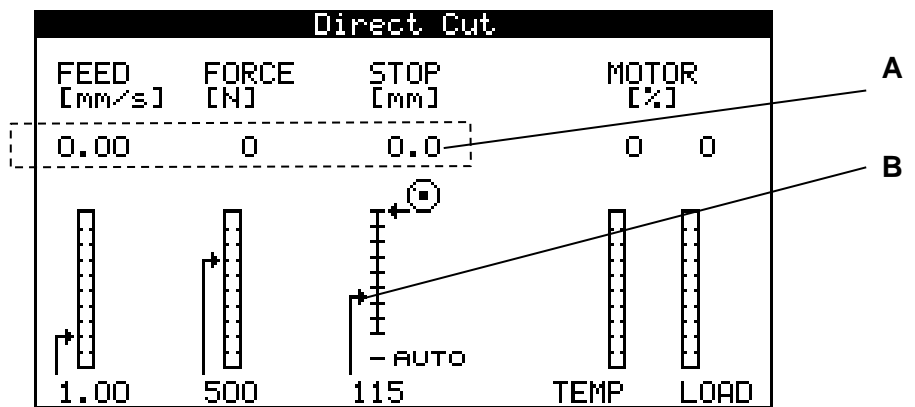 Direct Cut
FEED FORCE STOP MOTOR
[mm/s] [N] [mm] [%]
A
0.00 0 0.0 0 0
B
AUTO
1.00 500 115 TEMP LOAD